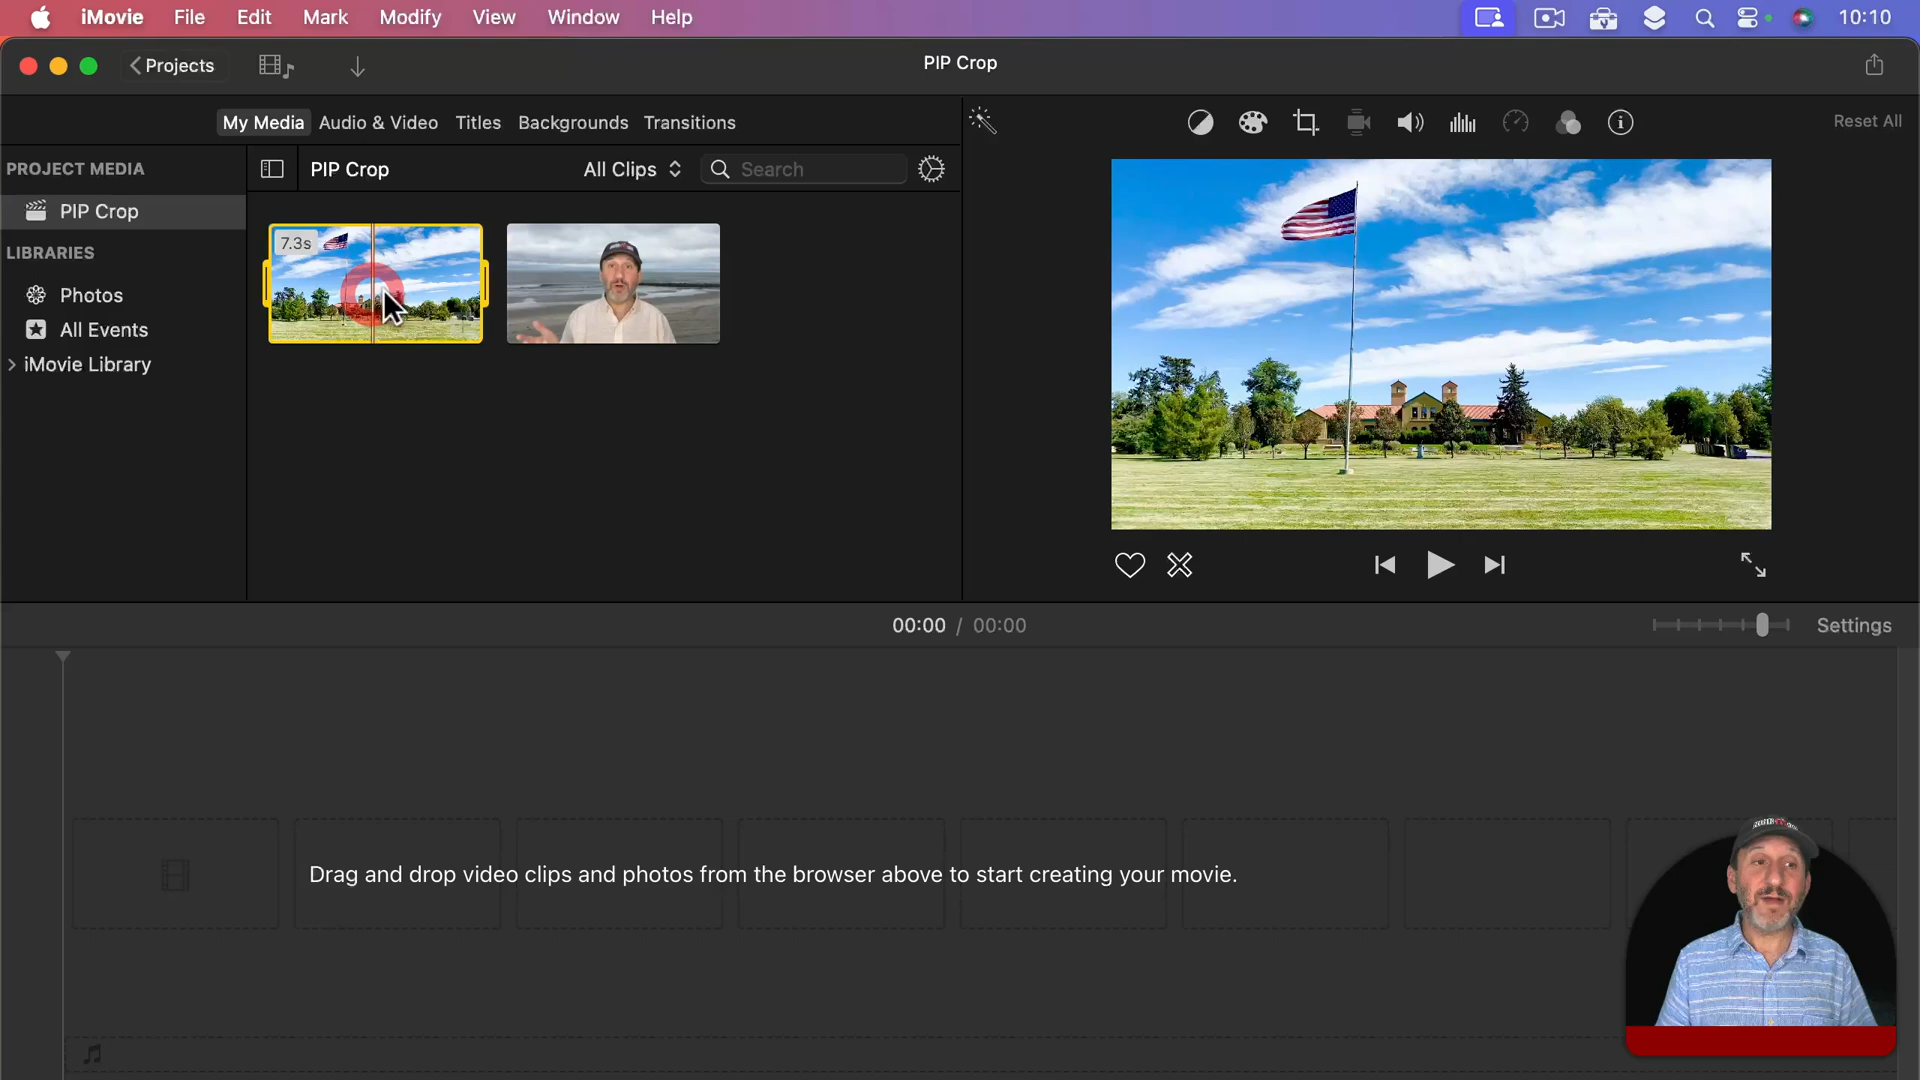 iMovie File Edit Mark Modify View Window Help 10:10
Projects PIP Crop
My Media Audio & Video Titles Backgrounds Transitions Reset All
PROJECT MEDIA PIP Crop All Clips Search
PIP Crop
LIBRARIES
7.3s
Photos
All Events
iMovie Library
00:00 / 00:00 Settings
Drag and drop video clips and photos from the browser above to start creating your movie.